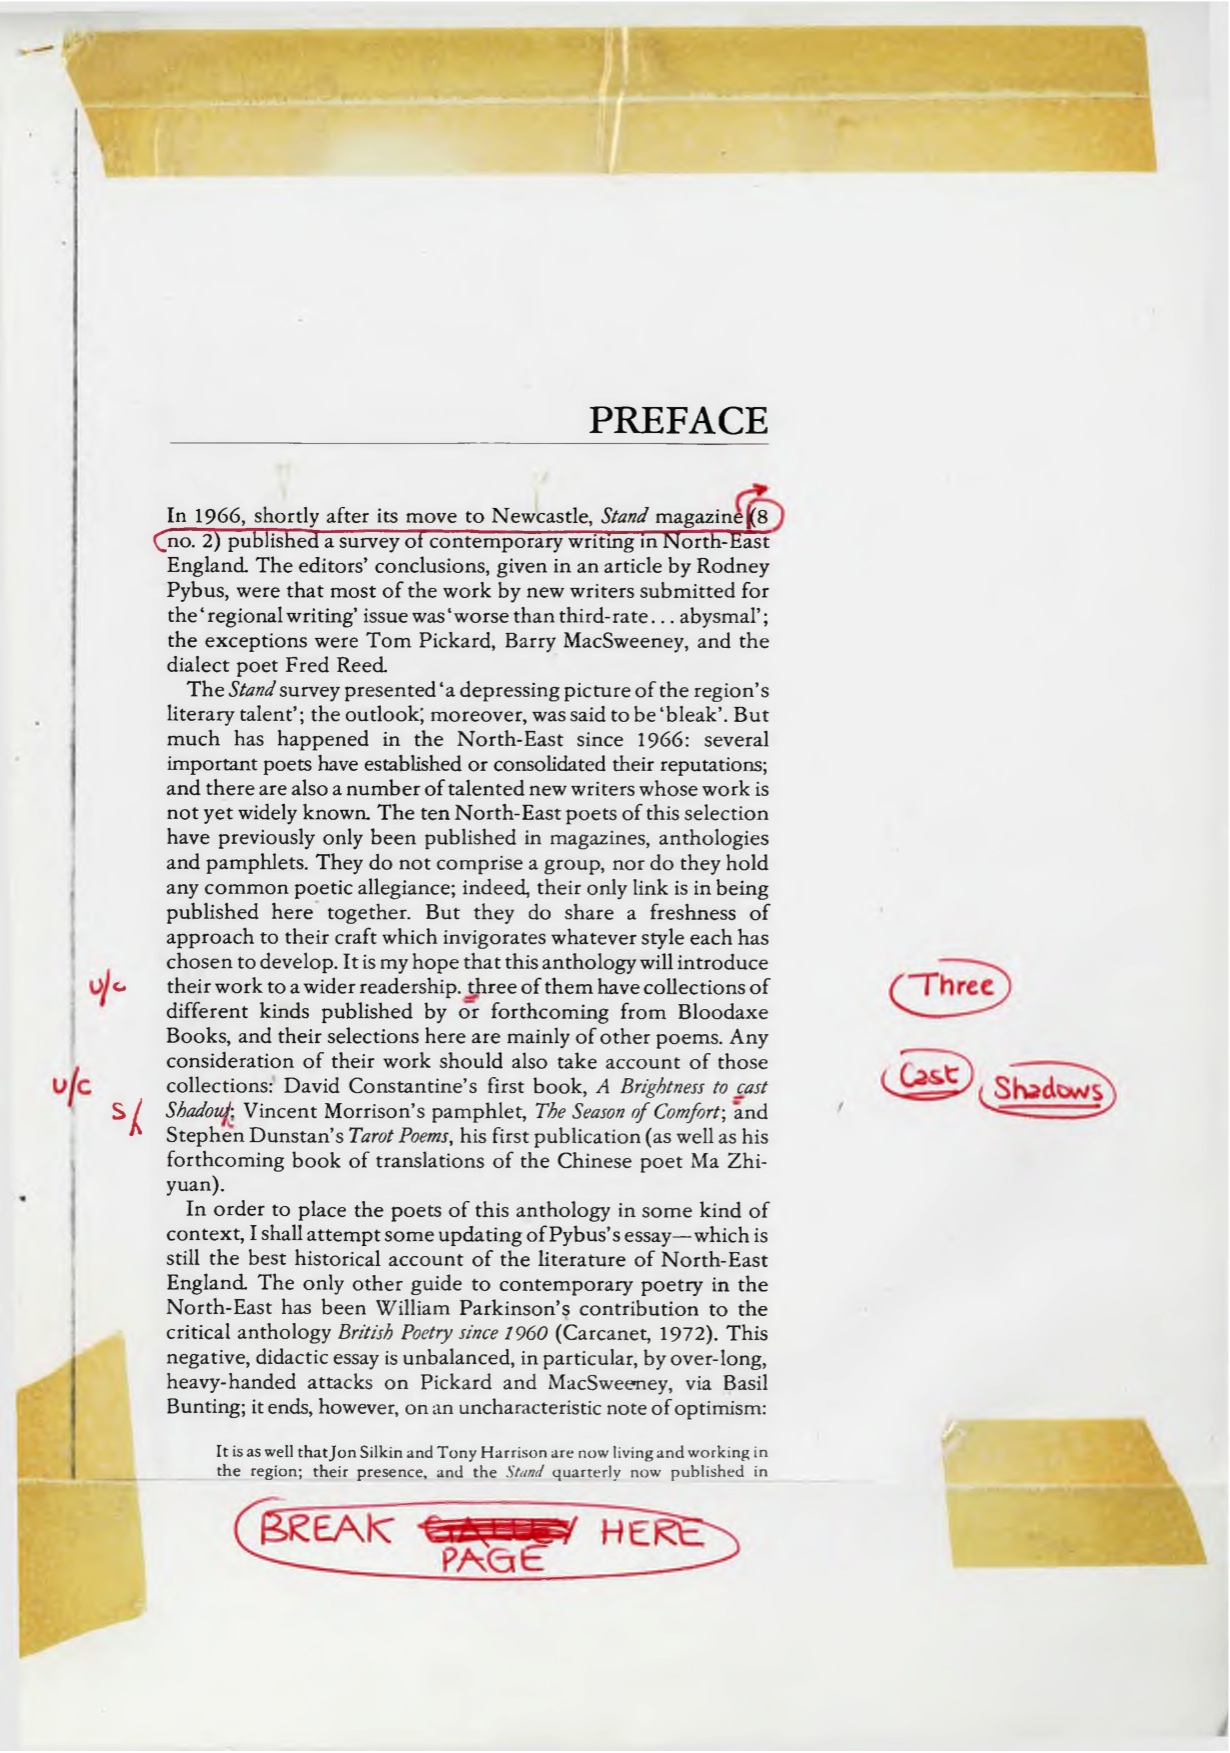 PREFACE
In 1966, shortly after its move to Newcastle, Stand magazine (8
no. 2) published a survey of contemporary writing in North-East
England. The editors’ conclusions, given in an article by Rodney
Pybus, were that most of the work by new writers submitted for
the ‘regional writing’ issue was ‘worse than third-rate... abysmal’;
the exceptions were Tom Pickard, Barry MacSweeney, and the
dialect poet Fred Reed.
The Stand survey presented ‘a depressing picture of the region’s
literary talent’; the outlook, moreover, was said to be ‘bleak’. But
much has happened in the North-East since 1966: several
important poets have established or consolidated their reputations;
and there are also a number of talented new writers whose work is
not yet widely known. The ten North-East poets of this selection
have previously only been published in magazines, anthologies
and pamphlets. They do not comprise a group, nor do they hold
any common poetic allegiance; indeed, their only link is in being
published here together. But they do share a freshness of
approach to their craft which invigorates whatever style each has
chosen to develop. It is my hope that this anthology will introduce
u/c their work to a wider readership. three of them have collections of Three
different kinds published by or forthcoming from Bloodaxe
Books, and their selections here are mainly of other poems. Any
consideration of their work should also take account of those
u/c collections: David Constantine’s first book, A Brightness to cast Cast Shadows
s/ Shadow; Vincent Morrison’s pamphlet, The Season of Comfort; and
Stephen Dunstan’s Tarot Poems, his first publication (as well as his
forthcoming book of translations of the Chinese poet Ma Zhi-
yuan).
In order to place the poets of this anthology in some kind of
context, I shall attempt some updating of Pybus’s essay—which is
still the best historical account of the literature of North-East
England. The only other guide to contemporary poetry in the
North-East has been William Parkinson’s contribution to the
critical anthology British Poetry since 1960 (Carcanet, 1972). This
negative, didactic essay is unbalanced, in particular, by over-long,
heavy-handed attacks on Pickard and MacSweeney, via Basil
Bunting; it ends, however, on an uncharacteristic note of optimism:
It is as well that Jon Silkin and Tony Harrison are now living and working in
the region; their presence, and the Stand quarterly now published in
BREAK GALLEY HERE
PAGE